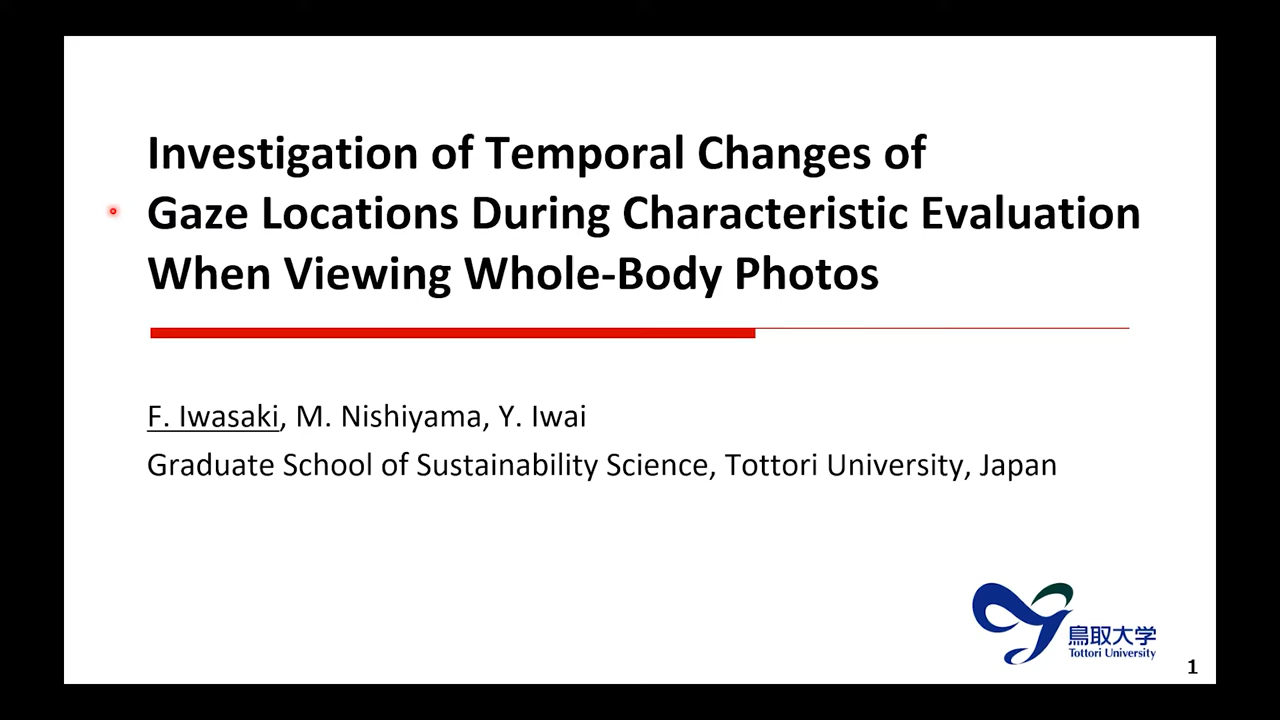 Investigation of Temporal Changes of
Gaze Locations During Characteristic Evaluation
When Viewing Whole-Body Photos
F. Iwasaki, M. Nishiyama, Y. Iwai
Graduate School of Sustainability Science, Tottori University, Japan
鳥取大学
Tottori University
1